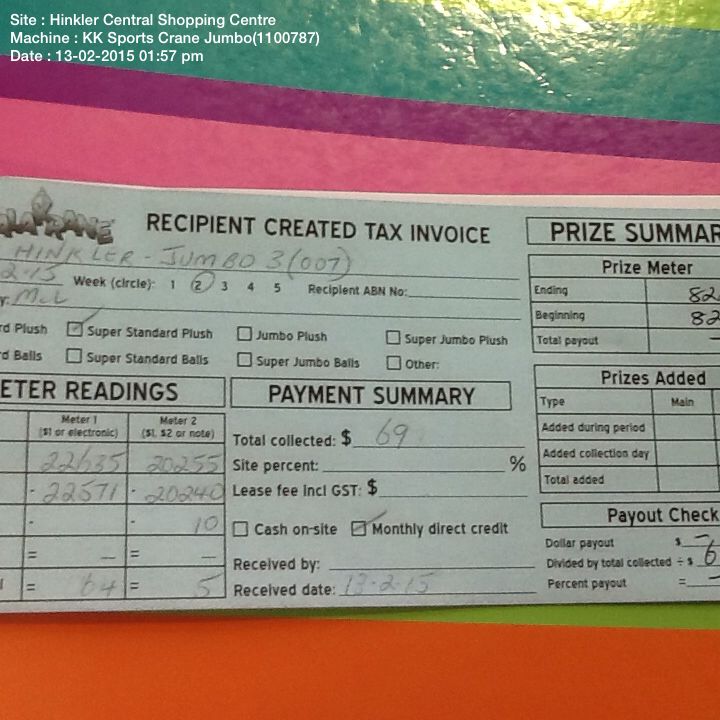 Site : Hinkler Central Shopping Centre
Machine : KK Sports Crane Jumbo(1100787)
Date : 13-02-2015 01:57 pm
RECIPIENT CREATED TAX INVOICE
HINKLER - JUMBO 3 (007)
2-15 Week (circle): 1 2 3 4 5 Recipient ABN No:
rd Plush Super Standard Plush Jumbo Plush Super Jumbo Plush
rd Balls Super Standard Balls Super Jumbo Balls Other:
ETER READINGS
Meter 1 Meter 2
($1 or electronic) ($1, $2 or note)
22635 20255
- 22571 - 20240
- 10
= - = -
= 64 = 5
PAYMENT SUMMARY
Total collected: $ 69
Site percent: %
Lease fee incl GST: $
Cash on-site Monthly direct credit
Received by:
Received date: 13-2-15
PRIZE SUMMAR
Prize Meter
Ending 82
Beginning 82
Total payout -
Prizes Added
Type Main
Added during period
Added collection day
Total added
Payout Check
Dollar payout $ -
Divided by total collected ÷ $ 6
Percent payout = -